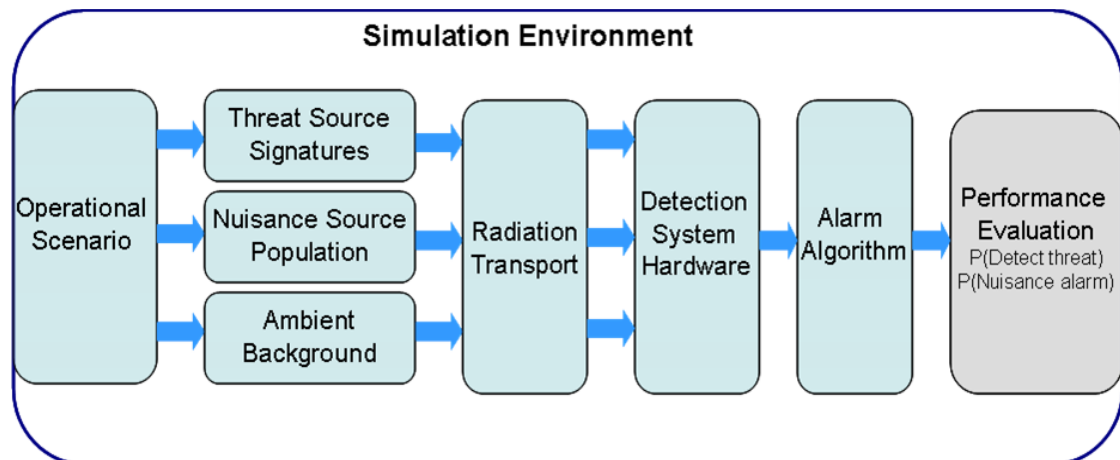 Simulation Environment
Operational
Scenario
Threat Source
Signatures
Nuisance Source
Population
Ambient
Background
Radiation
Transport
Detection
System
Hardware
Alarm
Algorithm
Performance
Evaluation
P(Detect threat)
P(Nuisance alarm)